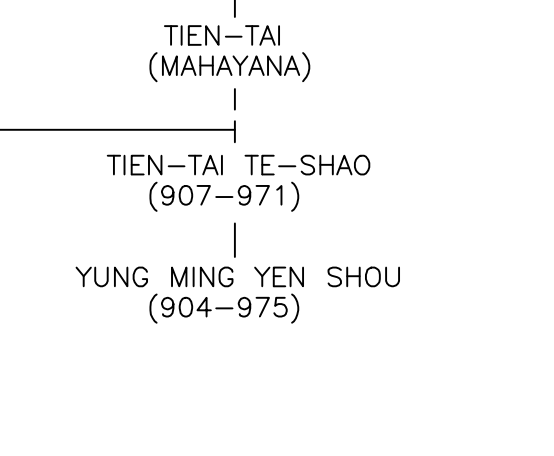 TIEN-TAI
(MAHAYANA)
TIEN-TAI TE-SHAO
(907-971)
YUNG MING YEN SHOU
(904-975)